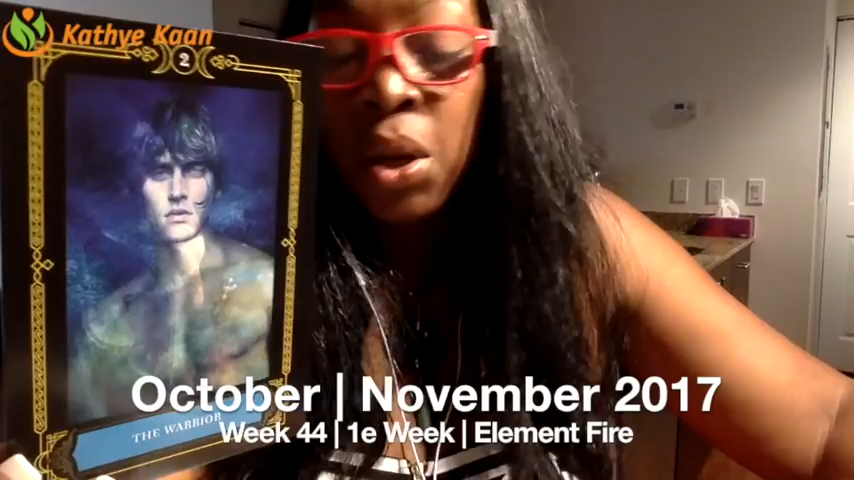 Kathye Kaan
2
THE WARRIOR
October | November 2017
Week 44 | 1e Week | Element Fire